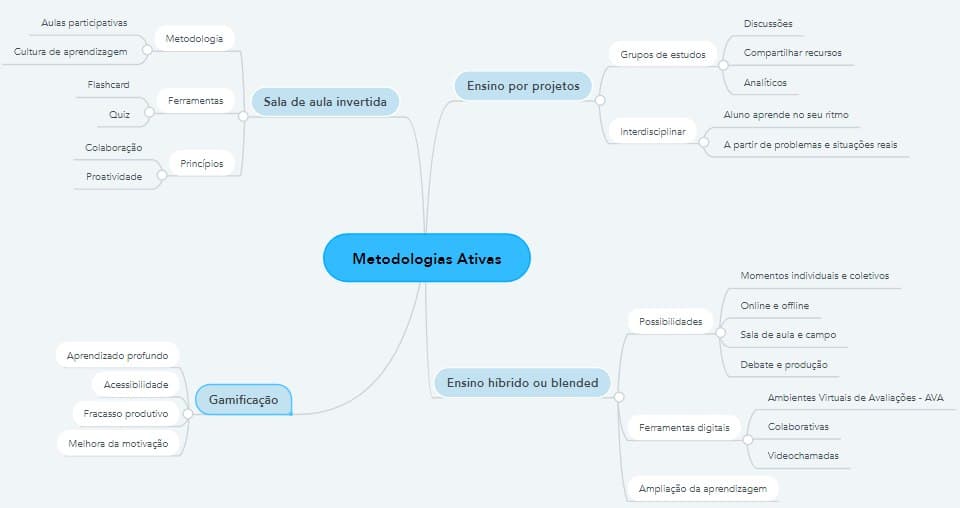 Metodologias Ativas
Sala de aula invertida
Metodologia
Aulas participativas
Cultura de aprendizagem
Ferramentas
Flashcard
Quiz
Princípios
Colaboração
Proatividade
Ensino por projetos
Grupos de estudos
Discussões
Compartilhar recursos
Analíticos
Interdisciplinar
Aluno aprende no seu ritmo
A partir de problemas e situações reais
Gamificação
Aprendizado profundo
Acessibilidade
Fracasso produtivo
Melhora da motivação
Ensino híbrido ou blended
Possibilidades
Momentos individuais e coletivos
Online e offline
Sala de aula e campo
Debate e produção
Ferramentas digitais
Ambientes Virtuais de Avaliações - AVA
Colaborativas
Videochamadas
Ampliação da aprendizagem